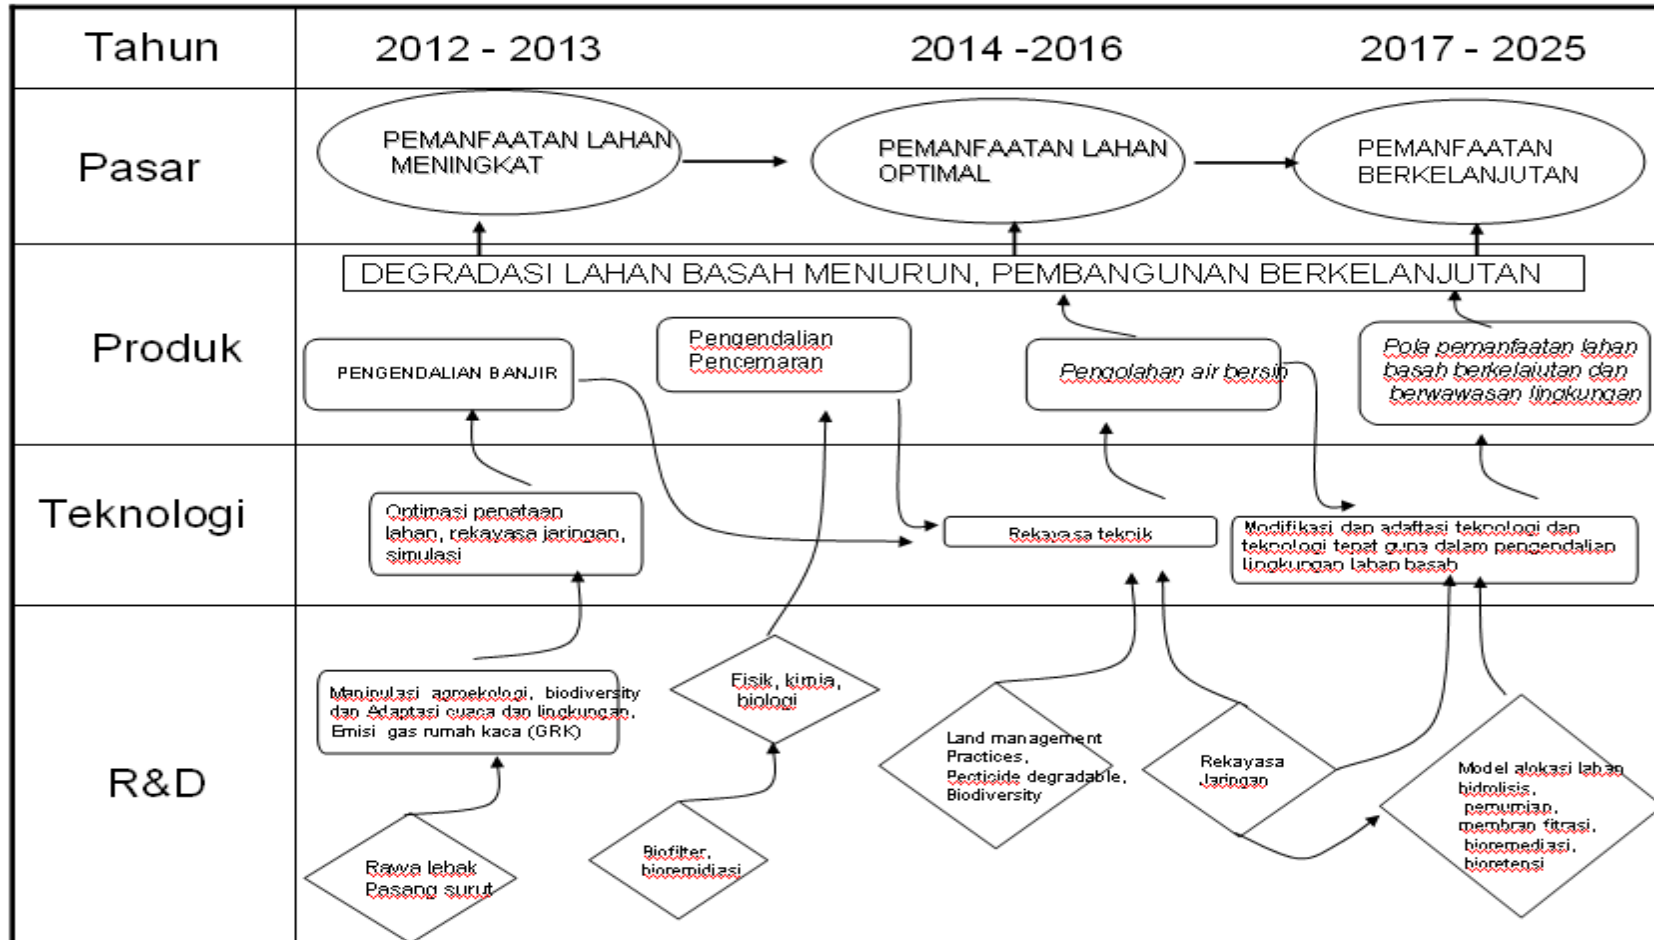 Tahun
2012 - 2013
2014 -2016
2017 - 2025
Pasar
PEMANFAATAN LAHAN
MENINGKAT
PEMANFAATAN LAHAN
OPTIMAL
PEMANFAATAN
BERKELANJUTAN
Produk
DEGRADASI LAHAN BASAH MENURUN, PEMBANGUNAN BERKELANJUTAN
PENGENDALIAN BANJIR
Pengendalian
Pencemaran
Pengolahan air bersih
Pola pemanfaatan lahan
basah berkelajutan dan
berwawasan lingkungan
Teknologi
Optimasi penataan
lahan, rekayasa jaringan,
simulasi
Rekayasa teknik
Modifikasi dan adaftasi teknologi dan
teknologi tepat guna dalam pengendalian
lingkungan lahan basah
R&D
Manipulasi agroekologi, biodiversity
dan Adaptasi cuaca dan lingkungan,
Emisi gas rumah kaca (GRK)
Rawa lebak
Pasang surut
Fisik, kimia,
biologi
Biofilter,
bioremidiasi
Land management
Practices,
Pecticide degradable,
Biodiversity
Rekayasa
Jaringan
Model alokasi lahan
hidrolisis,
pemurnian,
membran fitrasi,
bioremediasi,
bioretensi